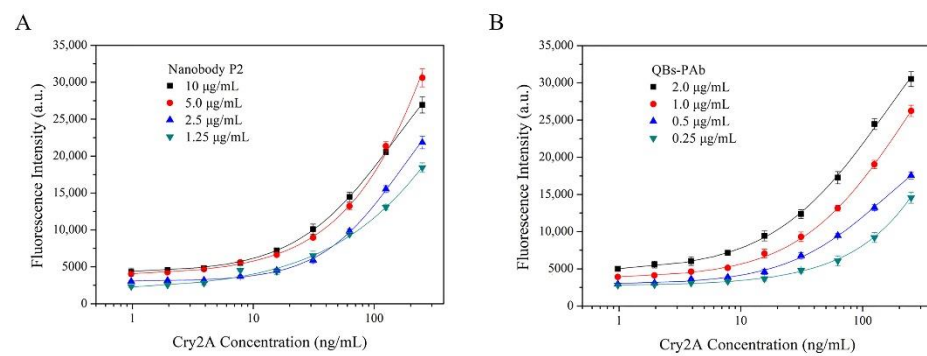 A
35,000
30,000
25,000
20,000
15,000
10,000
5000
0
Fluorescence Intensity (a.u.)
Nanobody P2
10 μg/mL
5.0 μg/mL
2.5 μg/mL
1.25 μg/mL
1 10 100
Cry2A Concentration (ng/mL)
B
35,000
30,000
25,000
20,000
15,000
10,000
5000
0
Fluorescence Intensity (a.u.)
QBs-PAb
2.0 μg/mL
1.0 μg/mL
0.5 μg/mL
0.25 μg/mL
1 10 100
Cry2A Concentration (ng/mL)